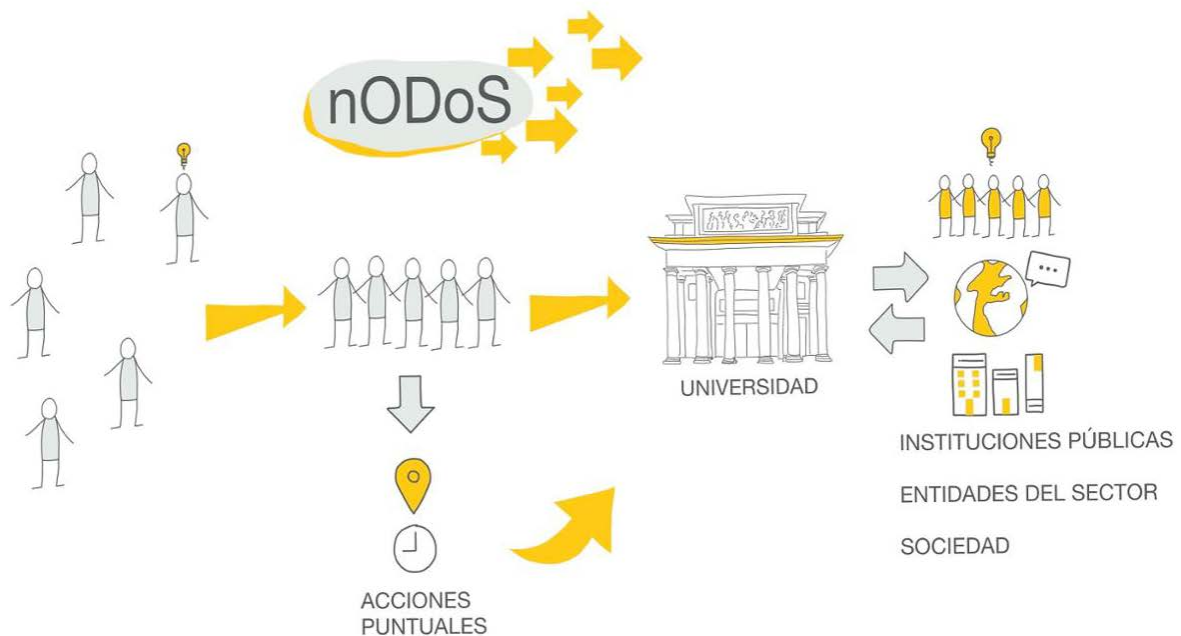 nODoS
UNIVERSIDAD
INSTITUCIONES PÚBLICAS
ENTIDADES DEL SECTOR
SOCIEDAD
ACCIONES
PUNTUALES